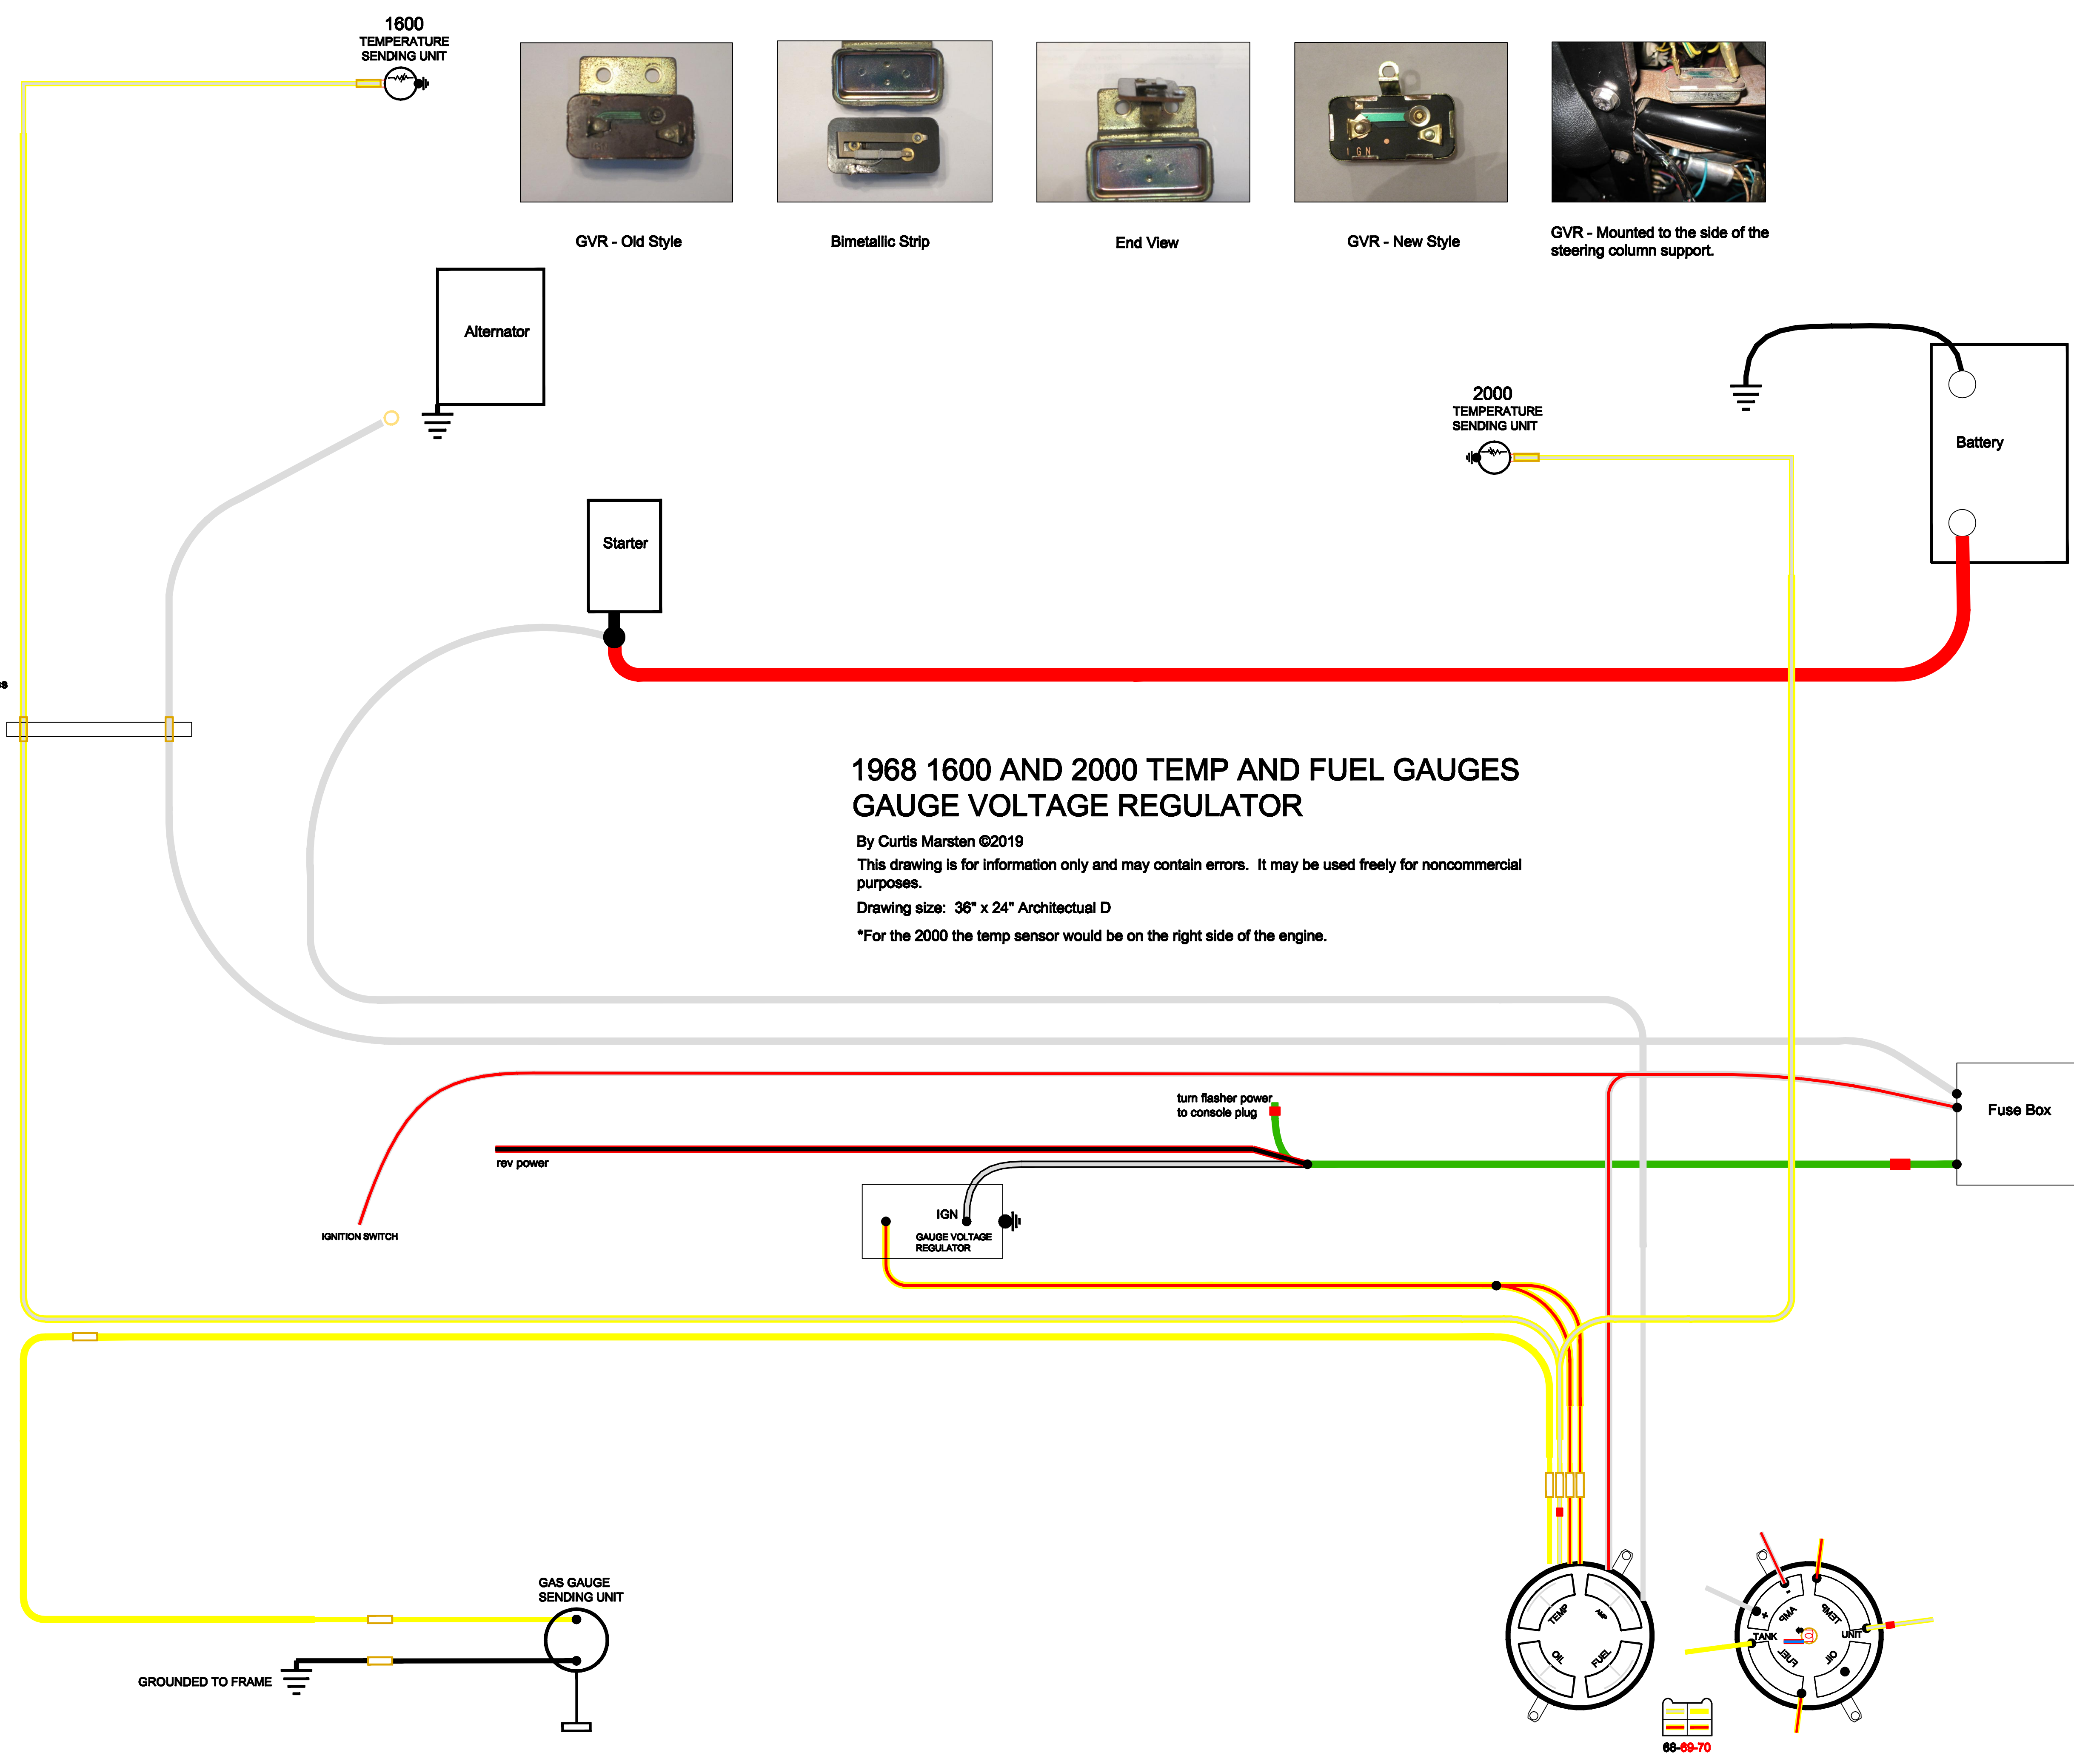 1600
TEMPERATURE
SENDING UNIT
IGN
GVR - Old Style
Bimetallic Strip
End View
GVR - New Style
GVR - Mounted to the side of the
steering column support.
Alternator
2000
TEMPERATURE
SENDING UNIT
Battery
Starter
1968 1600 AND 2000 TEMP AND FUEL GAUGES
GAUGE VOLTAGE REGULATOR
By Curtis Marsten ©2019
This drawing is for information only and may contain errors. It may be used freely for noncommercial
purposes.
Drawing size: 36" x 24" Architectual D
*For the 2000 the temp sensor would be on the right side of the engine.
turn flasher power
to console plug
Fuse Box
rev power
IGN
GAUGE VOLTAGE
REGULATOR
IGNITION SWITCH
GAS GAUGE
SENDING UNIT
GROUNDED TO FRAME
TEMP
AMP
OIL
FUEL
- 
+
AMP
TEMP
TANK
UNIT
FUEL
OIL
68-69-70